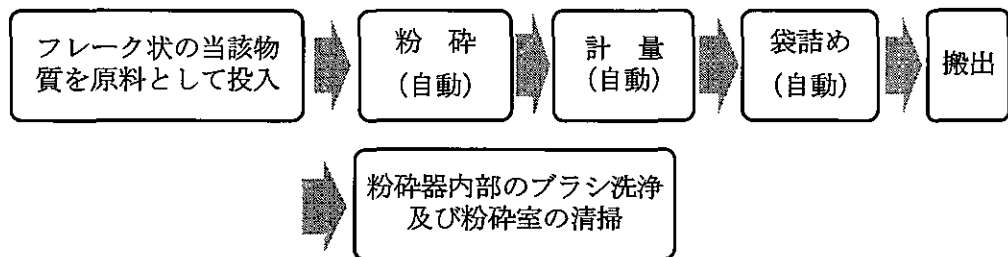 フレーク状の当該物
質を原料として投入
粉　砕
(自動)
計　量
(自動)
袋詰め
(自動)
搬出
粉砕器内部のブラシ洗浄
及び粉砕室の清掃